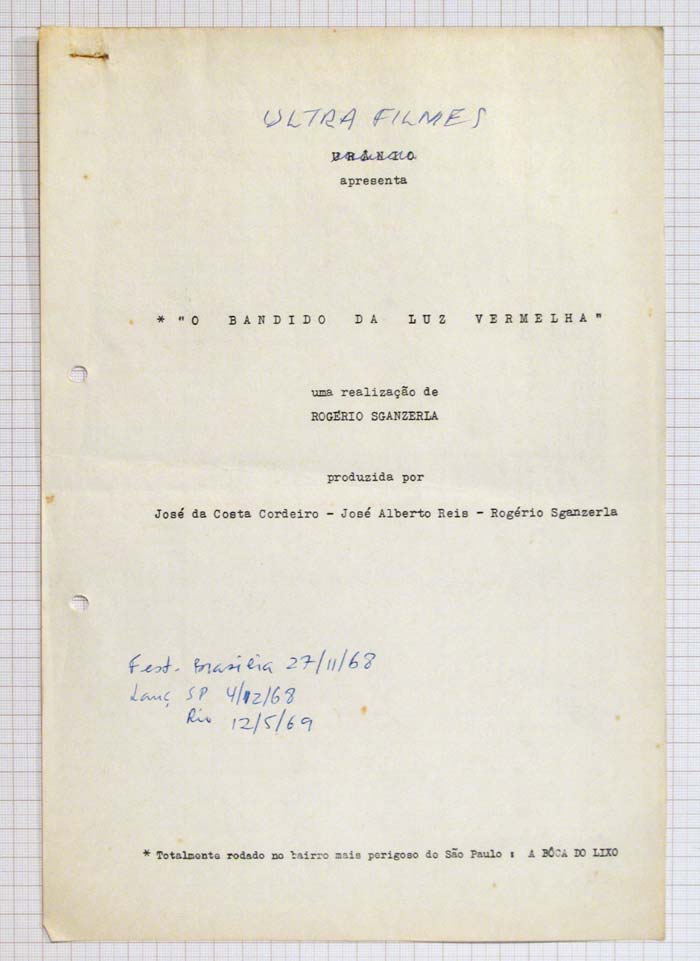 ULTRA FILMES
URÂNIO
apresenta
* "O BANDIDO DA LUZ VERMELHA"
uma realização de
ROGÉRIO SGANZERLA
produzida por
José da Costa Cordeiro - José Alberto Reis - Rogério Sganzerla
Fest. Brasília 27/11/68
Lanç SP 4/12/68
Rio 12/5/69
* Totalmente rodado no bairro mais perigoso de São Paulo : A BÔCA DO LIXO